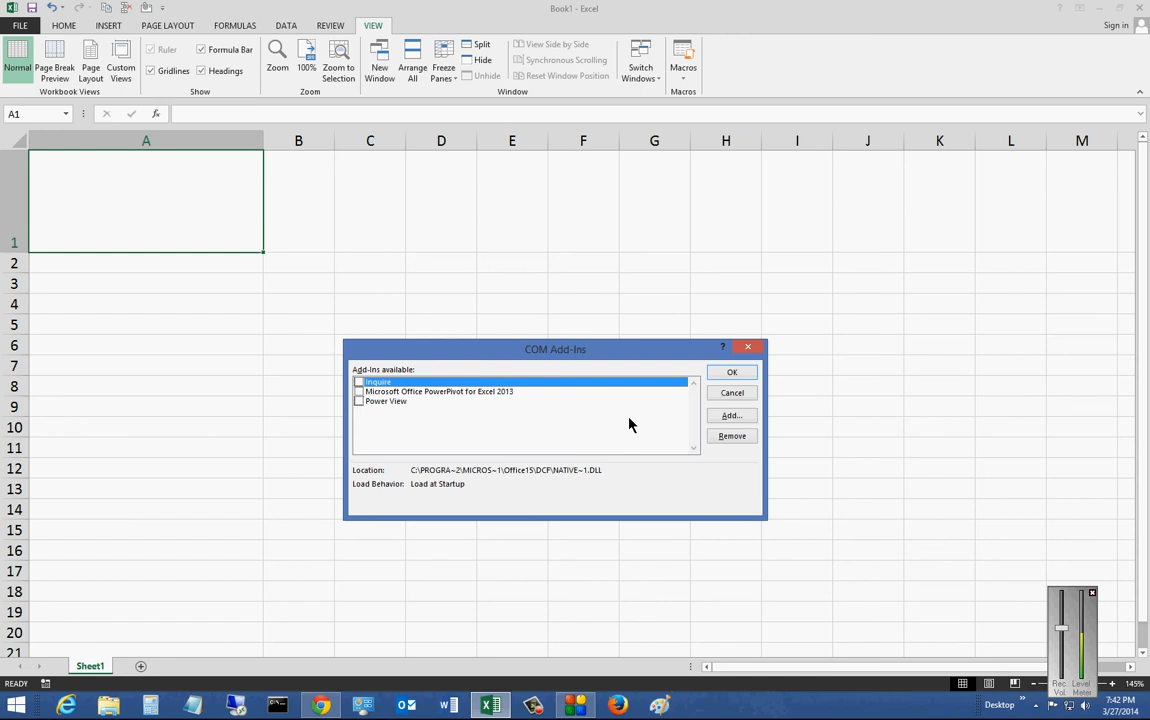 Book1 - Excel
FILE HOME INSERT PAGE LAYOUT FORMULAS DATA REVIEW VIEW Sign in
Normal
Page Break Preview
Page Layout
Custom Views
Workbook Views
Ruler
Formula Bar
Gridlines
Headings
Show
Zoom
100%
Zoom to Selection
Zoom
New Window
Arrange All
Freeze Panes
Split
Hide
Unhide
View Side by Side
Synchronous Scrolling
Reset Window Position
Window
Switch Windows
Macros
Macros
A1
fx
A B C D E F G H I J K L M
1
2
3
4
5
6
7
8
9
10
11
12
13
14
15
16
17
18
19
20
21
COM Add-Ins
?
Add-Ins available:
Inquire
Microsoft Office PowerPivot for Excel 2013
Power View
OK
Cancel
Add...
Remove
Location: C:\PROGRA~2\MICROS~1\Office15\DCF\NATIVE~1.DLL
Load Behavior: Load at Startup
Rec. Vol.
Level Meter
Sheet1
READY
145%
Desktop
7:42 PM
3/27/2014